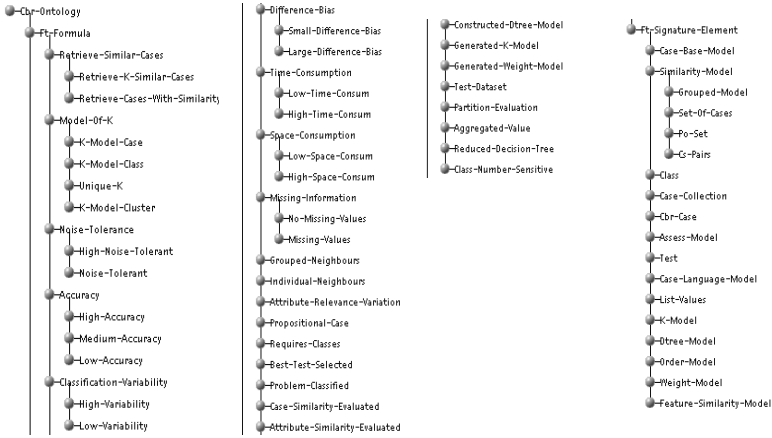 Cbr-Ontology
Ft-Formula
Retrieve-Similar-Cases
Retrieve-K-Similar-Cases
Retrieve-Cases-With-Similarity
Model-Of-K
K-Model-Case
K-Model-Class
Unique-K
K-Model-Cluster
Noise-Tolerance
High-Noise-Tolerant
Noise-Tolerant
Accuracy
High-Accuracy
Medium-Accuracy
Low-Accuracy
Classification-Variability
High-Variability
Low-Variability
Difference-Bias
Small-Difference-Bias
Large-Difference-Bias
Time-Consumption
Low-Time-Consum
High-Time-Consum
Space-Consumption
Low-Space-Consum
High-Space-Consum
Missing-Information
No-Missing-Values
Missing-Values
Grouped-Neighbours
Individual-Neighbours
Attribute-Relevance-Variation
Propositional-Case
Requires-Classes
Best-Test-Selected
Problem-Classified
Case-Similarity-Evaluated
Attribute-Similarity-Evaluated
Constructed-Dtree-Model
Generated-K-Model
Generated-Weight-Model
Test-Dataset
Partition-Evaluation
Aggregated-Value
Reduced-Decision-Tree
Class-Number-Sensitive
Ft-Signature-Element
Case-Base-Model
Similarity-Model
Grouped-Model
Set-Of-Cases
Po-Set
Cs-Pairs
Class
Case-Collection
Cbr-Case
Assess-Model
Test
Case-Language-Model
List-Values
K-Model
Dtree-Model
Order-Model
Weight-Model
Feature-Similarity-Model